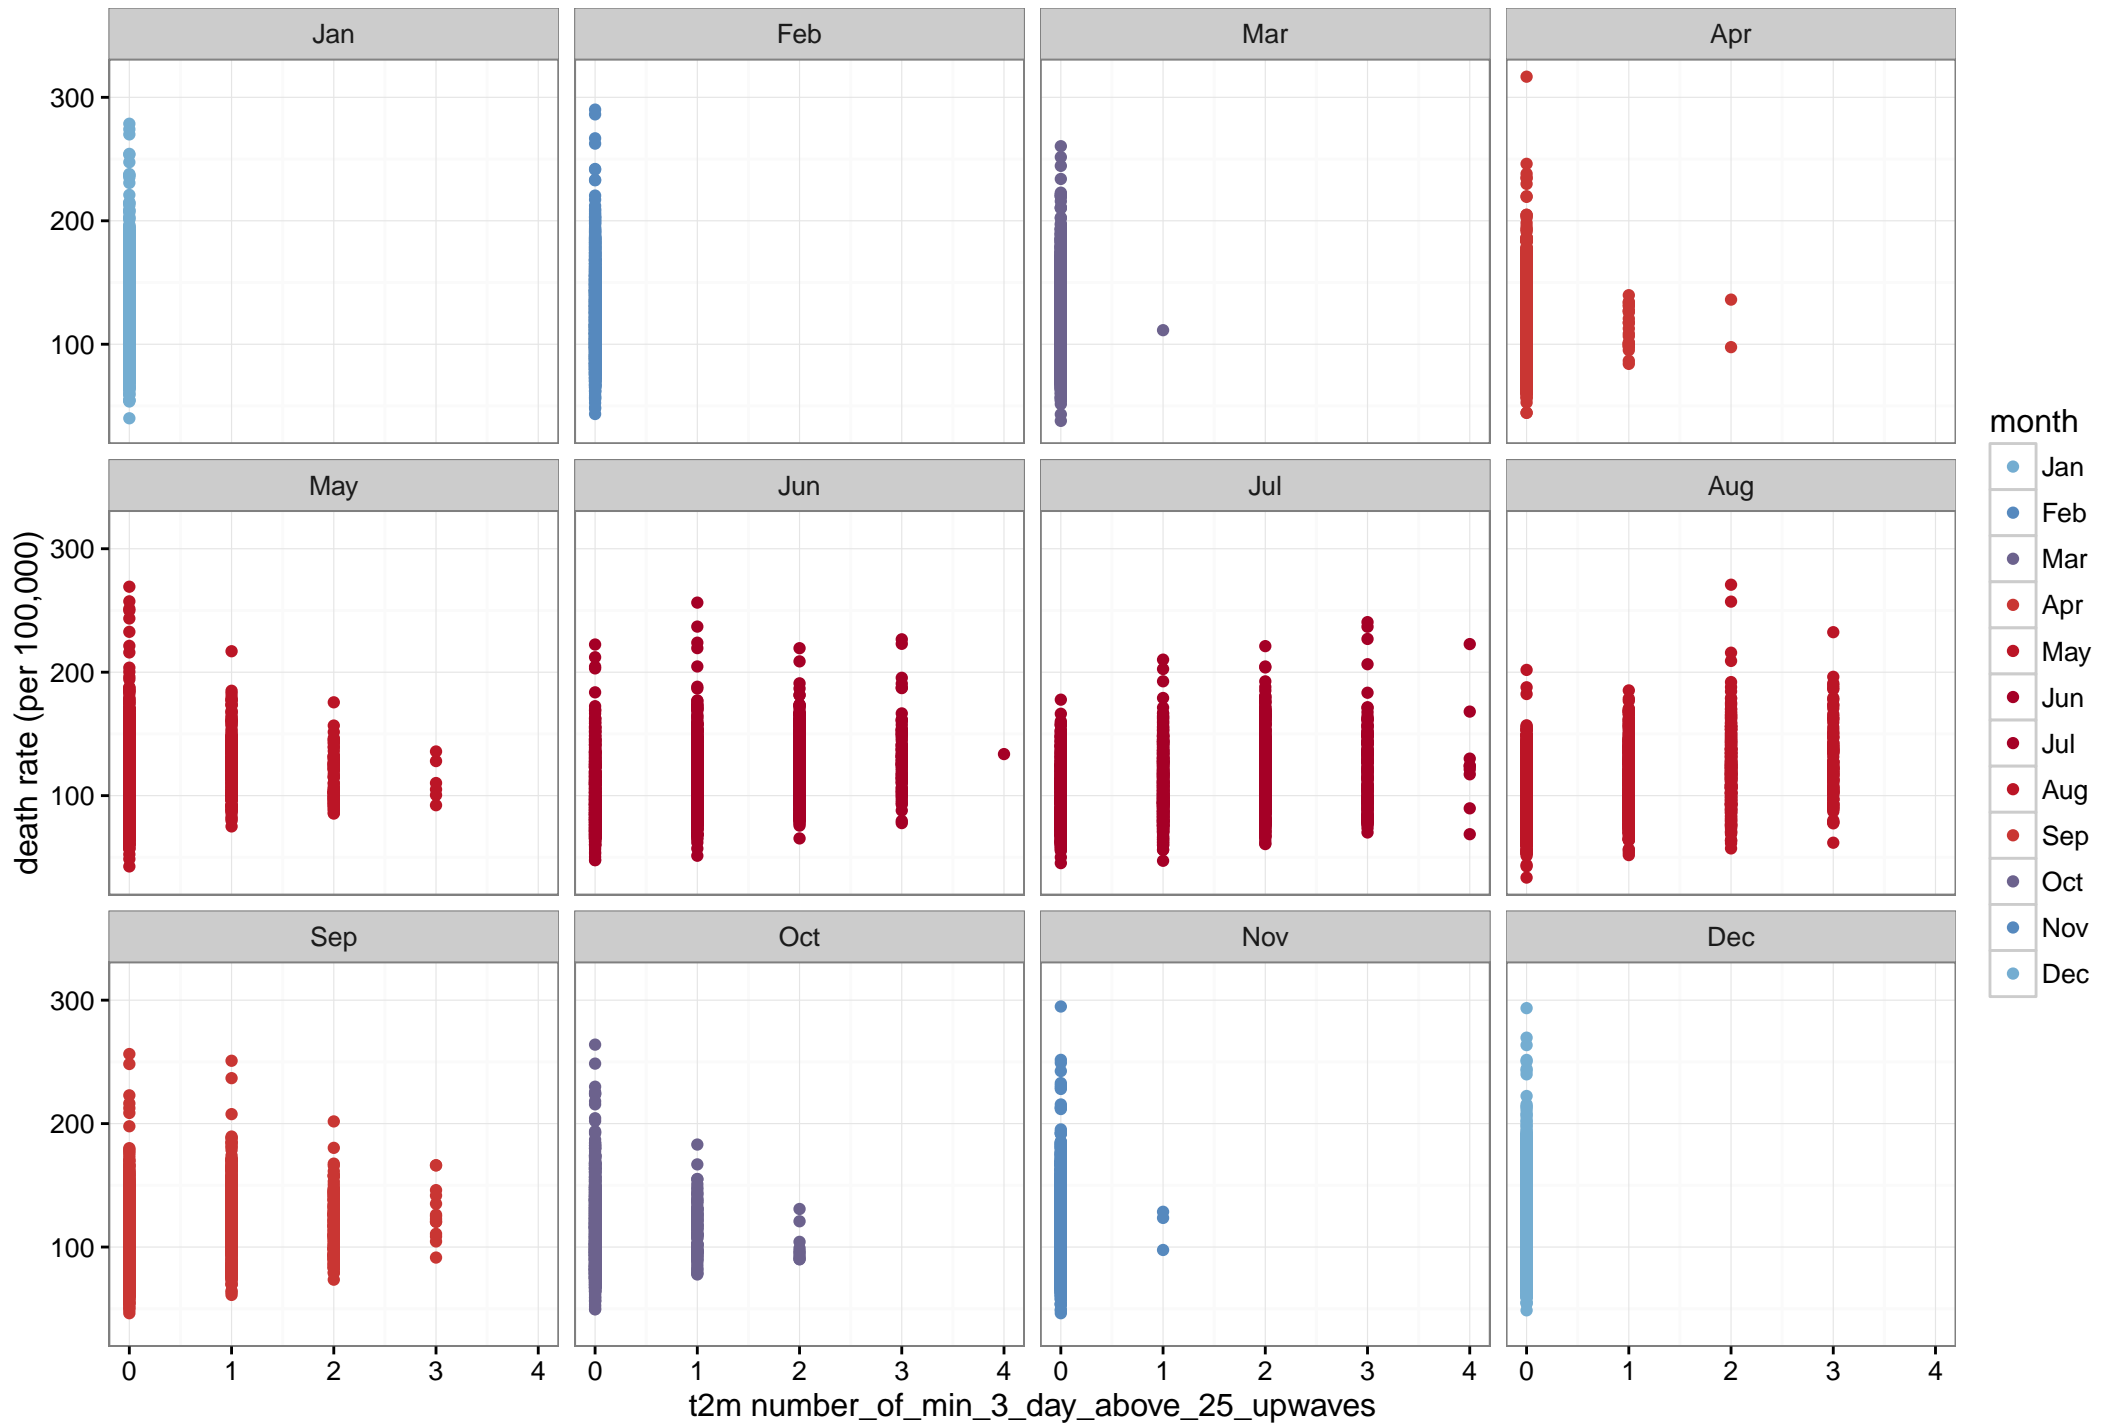 Jan Feb Mar Apr
300
200
100
May Jun Jul Aug
300
200
100
Sep Oct Nov Dec
300
200
100
0 1 2 3 4 0 1 2 3 4 0 1 2 3 4 0 1 2 3 4
t2m number_of_min_3_day_above_25_upwaves
death rate (per 100,000)
month
Jan
Feb
Mar
Apr
May
Jun
Jul
Aug
Sep
Oct
Nov
Dec